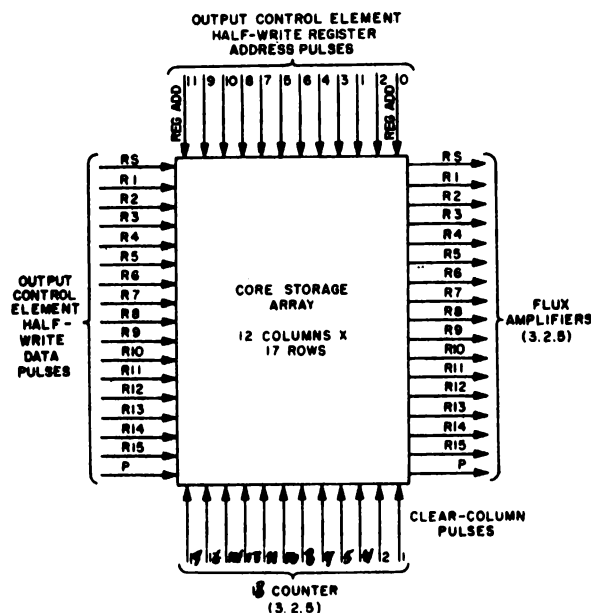 OUTPUT CONTROL ELEMENT
HALF-WRITE REGISTER
ADDRESS PULSES
REG ADD 11 9 10 8 7 5 6 4 3 1 2 REG ADD 0
RS
R1
R2
R3
R4
R5
R6
R7
R8
R9
R10
R11
R12
R13
R14
R15
P
OUTPUT
CONTROL
ELEMENT
HALF-
WRITE
DATA
PULSES
CORE STORAGE
ARRAY
12 COLUMNS X
17 ROWS
RS
R1
R2
R3
R4
R5
R6
R7
R8
R9
R10
R11
R12
R13
R14
R15
P
FLUX
AMPLIFIERS
(3.2.5)
CLEAR-COLUMN
PULSES
2 1
COUNTER
(3.2.5)